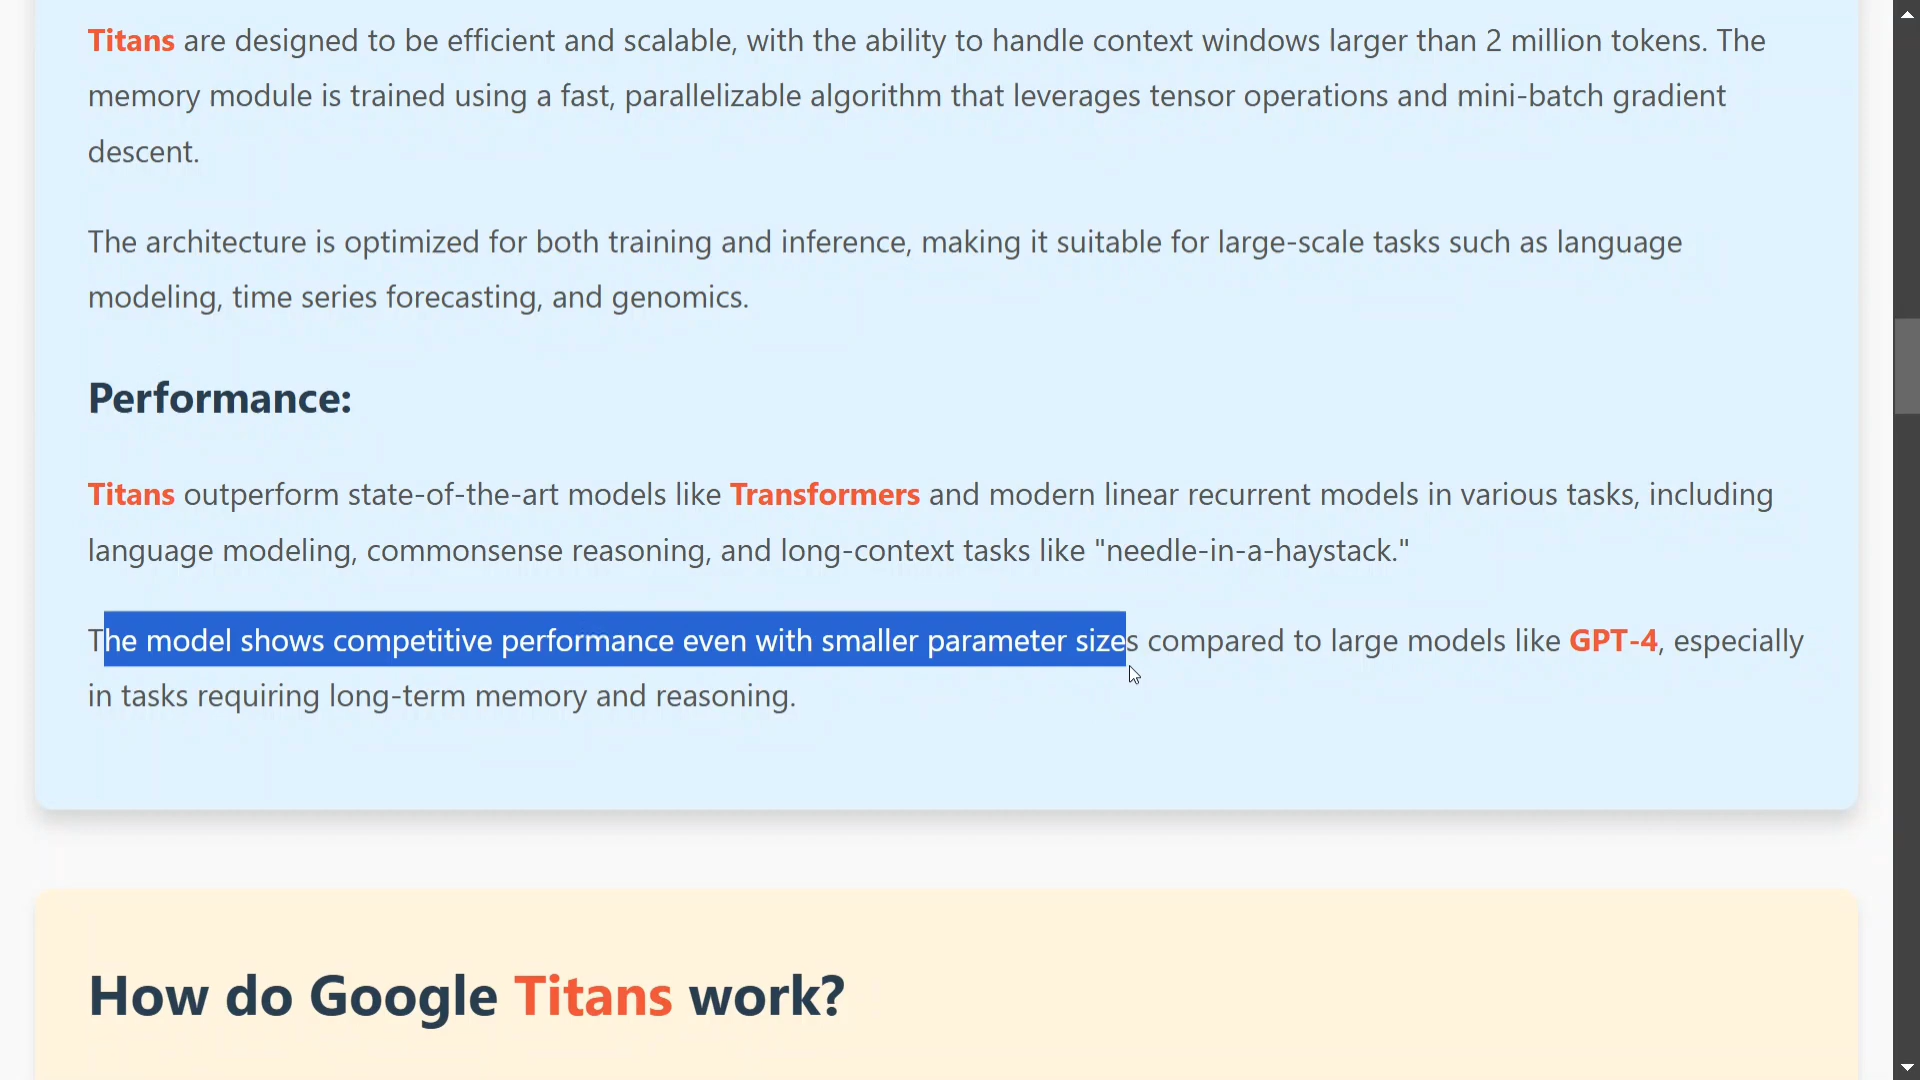 Titans are designed to be efficient and scalable, with the ability to handle context windows larger than 2 million tokens. The
memory module is trained using a fast, parallelizable algorithm that leverages tensor operations and mini-batch gradient
descent.
The architecture is optimized for both training and inference, making it suitable for large-scale tasks such as language
modeling, time series forecasting, and genomics.
Performance:
Titans outperform state-of-the-art models like Transformers and modern linear recurrent models in various tasks, including
language modeling, commonsense reasoning, and long-context tasks like "needle-in-a-haystack."
The model shows competitive performance even with smaller parameter sizes compared to large models like GPT-4, especially
in tasks requiring long-term memory and reasoning.
How do Google Titans work?